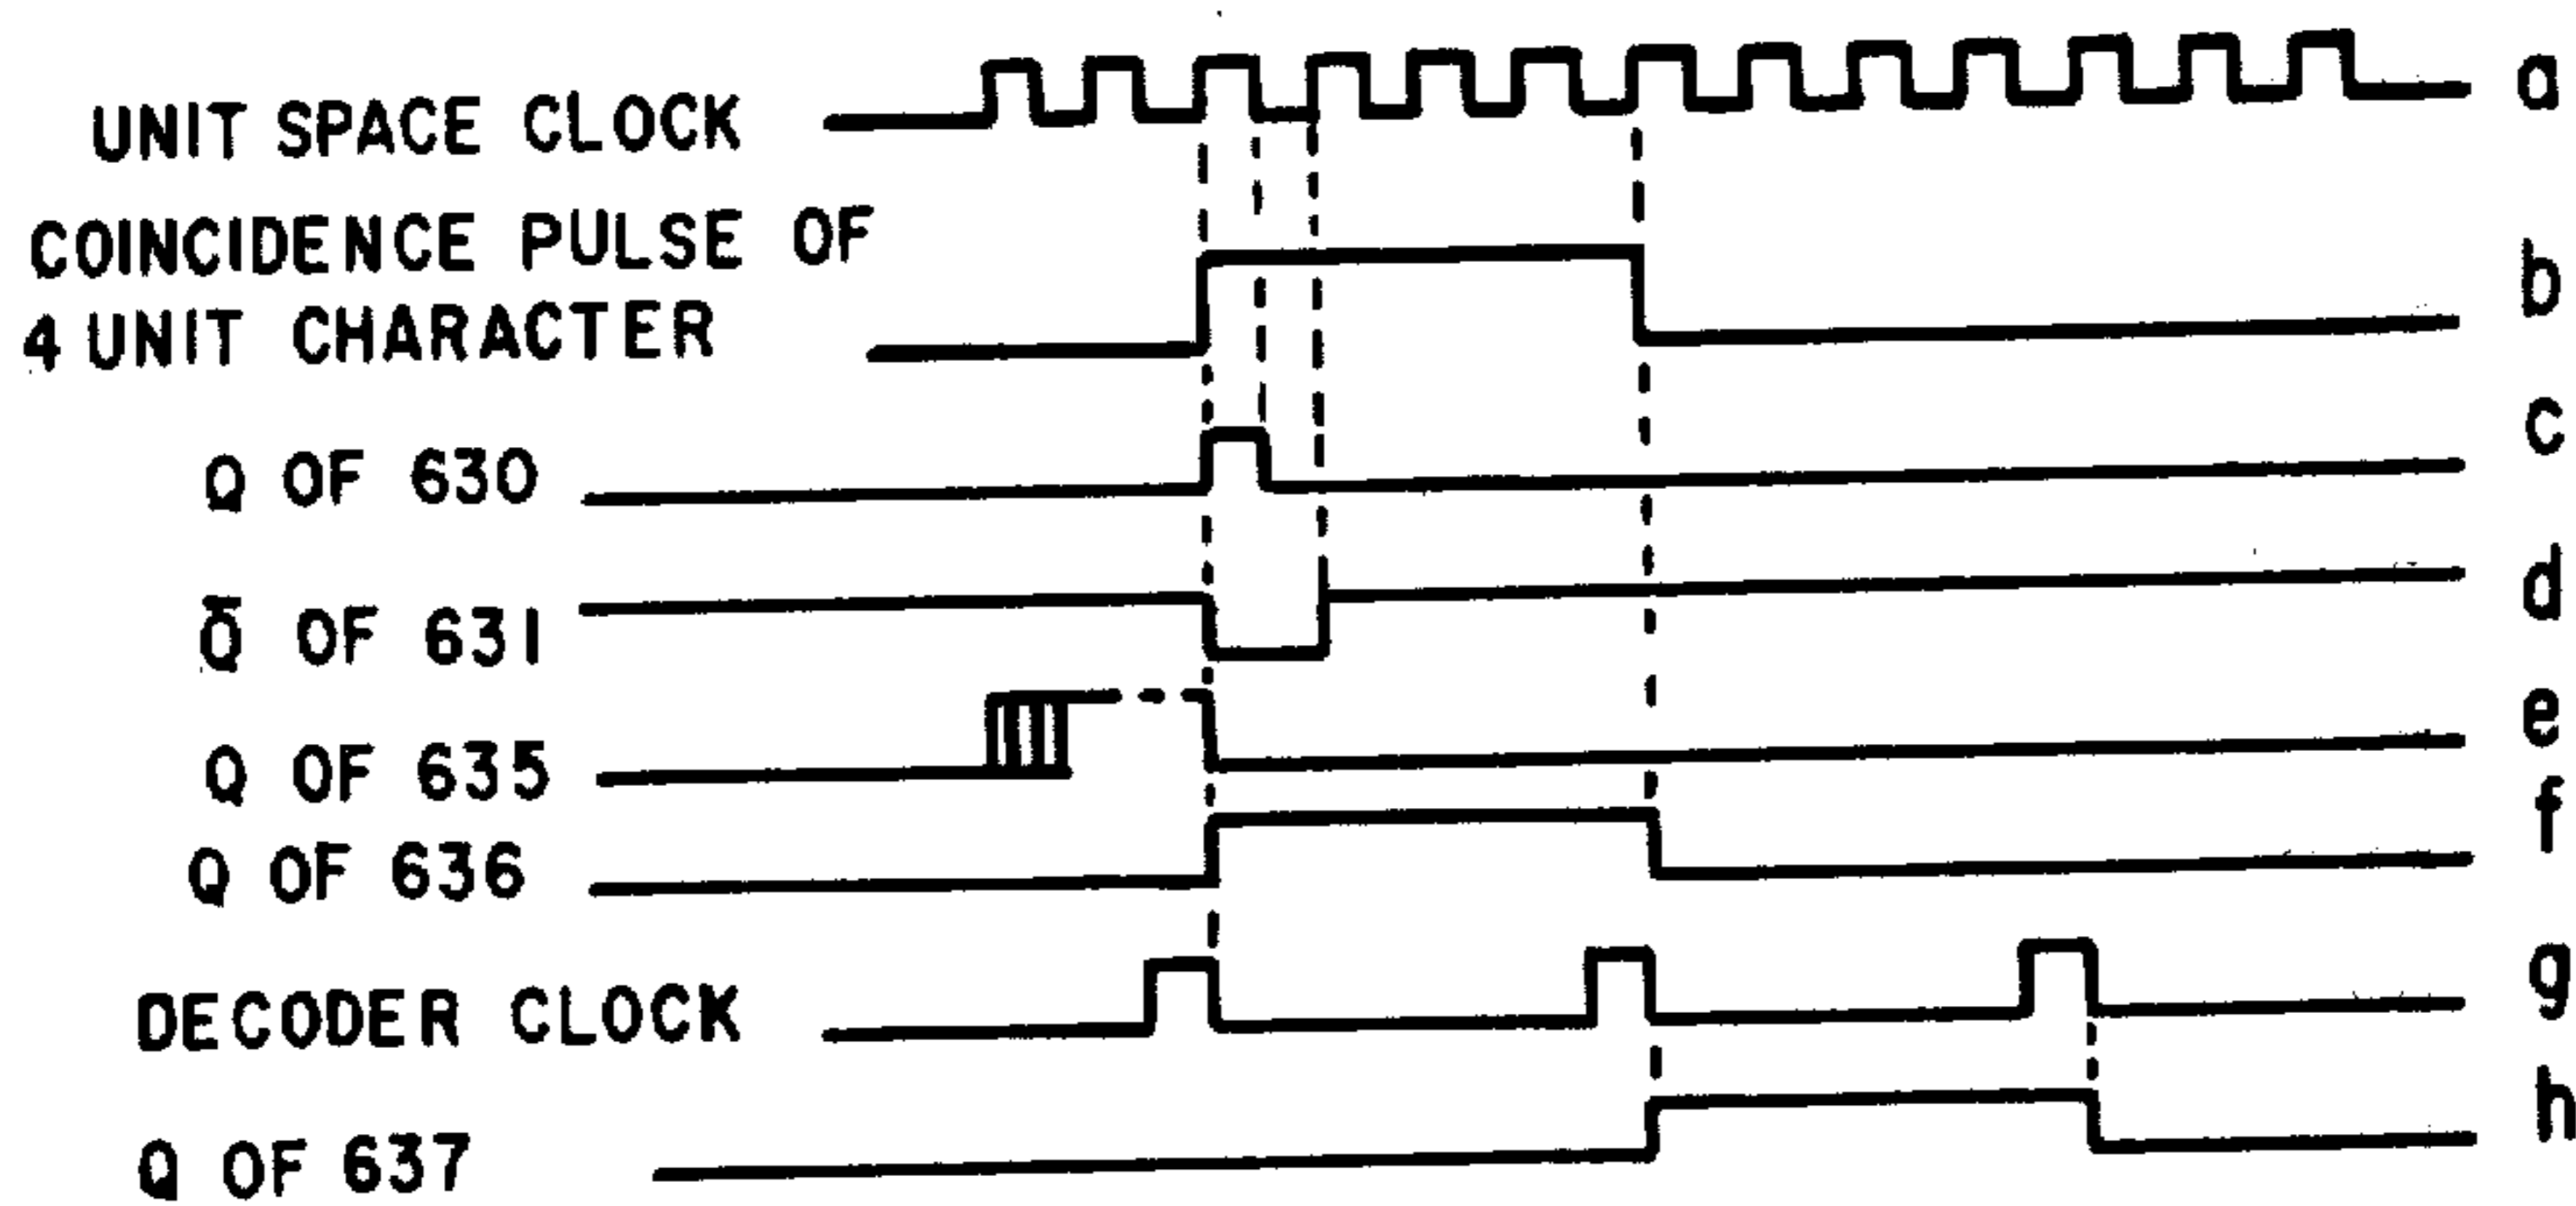 UNIT SPACE CLOCK a
COINCIDENCE PULSE OF
4 UNIT CHARACTER b
Q OF 630 c
Q̄ OF 631 d
Q OF 635 e
Q OF 636 f
DECODER CLOCK g
Q OF 637 h